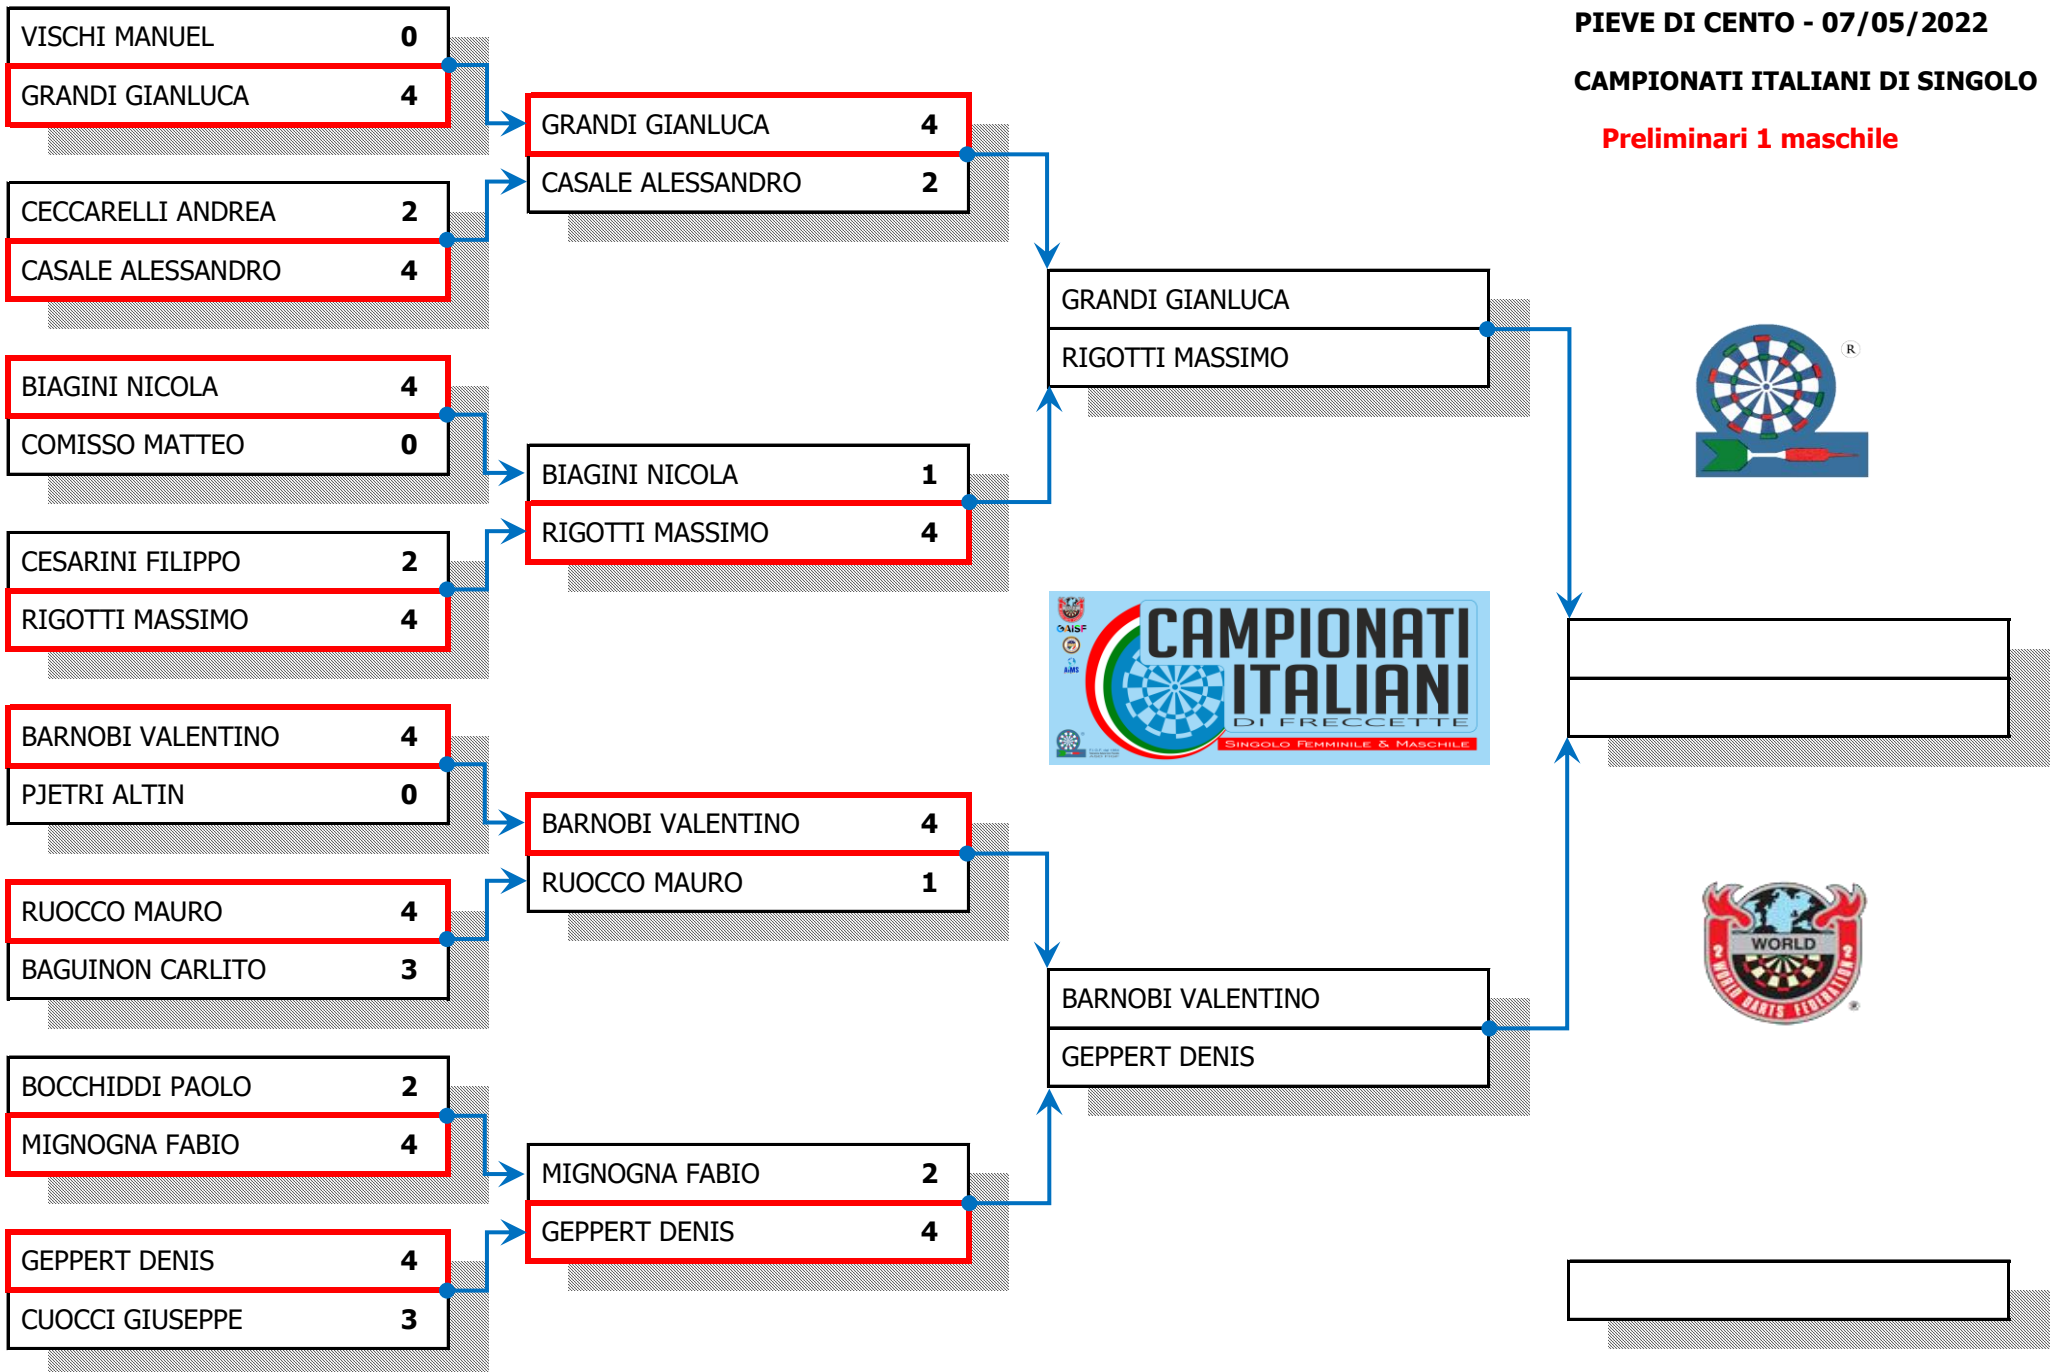 PIEVE DI CENTO - 07/05/2022
CAMPIONATI ITALIANI DI SINGOLO
Preliminari 1 maschile
VISCHI MANUEL 0
GRANDI GIANLUCA 4
CECCARELLI ANDREA 2
CASALE ALESSANDRO 4
BIAGINI NICOLA 4
COMISSO MATTEO 0
CESARINI FILIPPO 2
RIGOTTI MASSIMO 4
BARNOBI VALENTINO 4
PJETRI ALTIN 0
RUOCCO MAURO 4
BAGUINON CARLITO 3
BOCCHIDDI PAOLO 2
MIGNOGNA FABIO 4
GEPPERT DENIS 4
CUOCCI GIUSEPPE 3
GRANDI GIANLUCA 4
CASALE ALESSANDRO 2
BIAGINI NICOLA 1
RIGOTTI MASSIMO 4
BARNOBI VALENTINO 4
RUOCCO MAURO 1
MIGNOGNA FABIO 2
GEPPERT DENIS 4
GRANDI GIANLUCA
RIGOTTI MASSIMO
GAISF
AIMS
CAMPIONATI
ITALIANI
DI FRECCETTE
SINGOLO FEMMINILE & MASCHILE
BARNOBI VALENTINO
GEPPERT DENIS
®
WORLD
WORLD DARTS FEDERATION
®